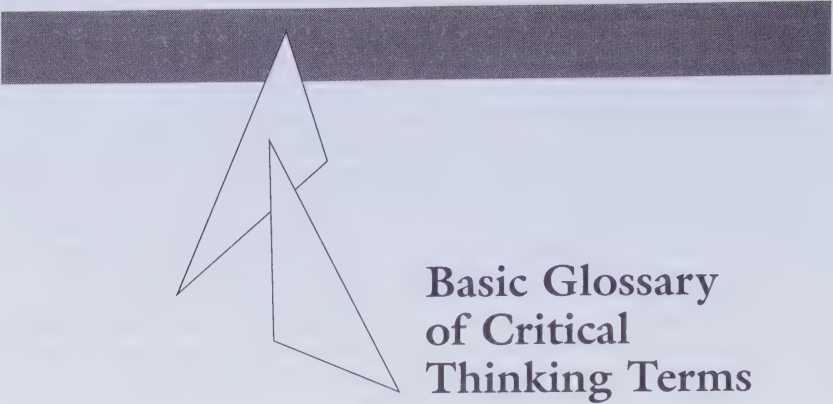 Basic Glossary
of Critical
Thinking Terms